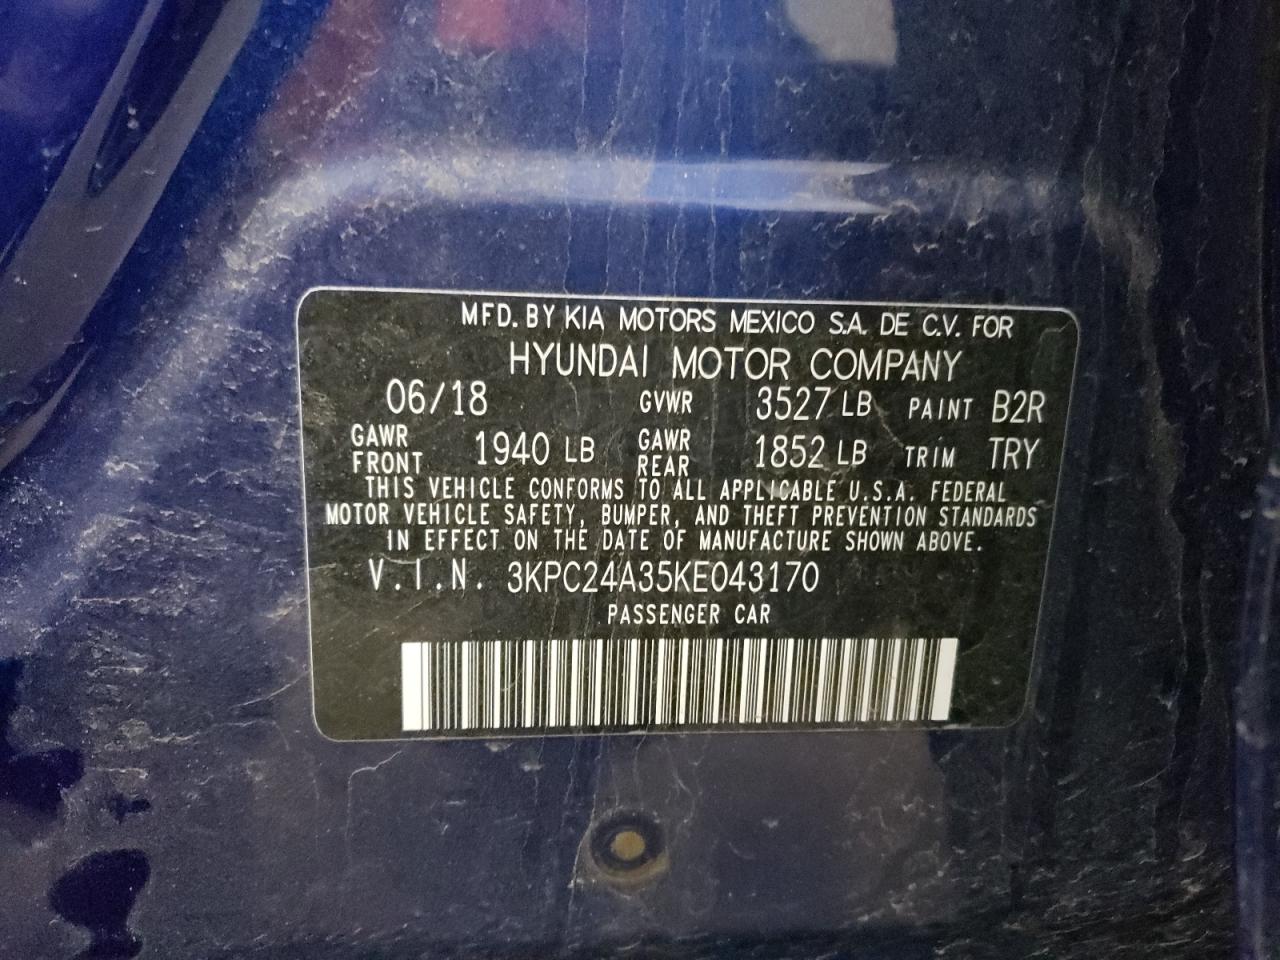 MFD. BY KIA MOTORS MEXICO S.A. DE C.V. FOR
HYUNDAI MOTOR COMPANY
06/18 GVWR 3527 LB PAINT B2R
GAWR FRONT 1940 LB GAWR REAR 1852 LB TRIM TRY
THIS VEHICLE CONFORMS TO ALL APPLICABLE U.S.A. FEDERAL
MOTOR VEHICLE SAFETY, BUMPER, AND THEFT PREVENTION STANDARDS
IN EFFECT ON THE DATE OF MANUFACTURE SHOWN ABOVE.
V.I.N. 3KPC24A35KE043170
PASSENGER CAR